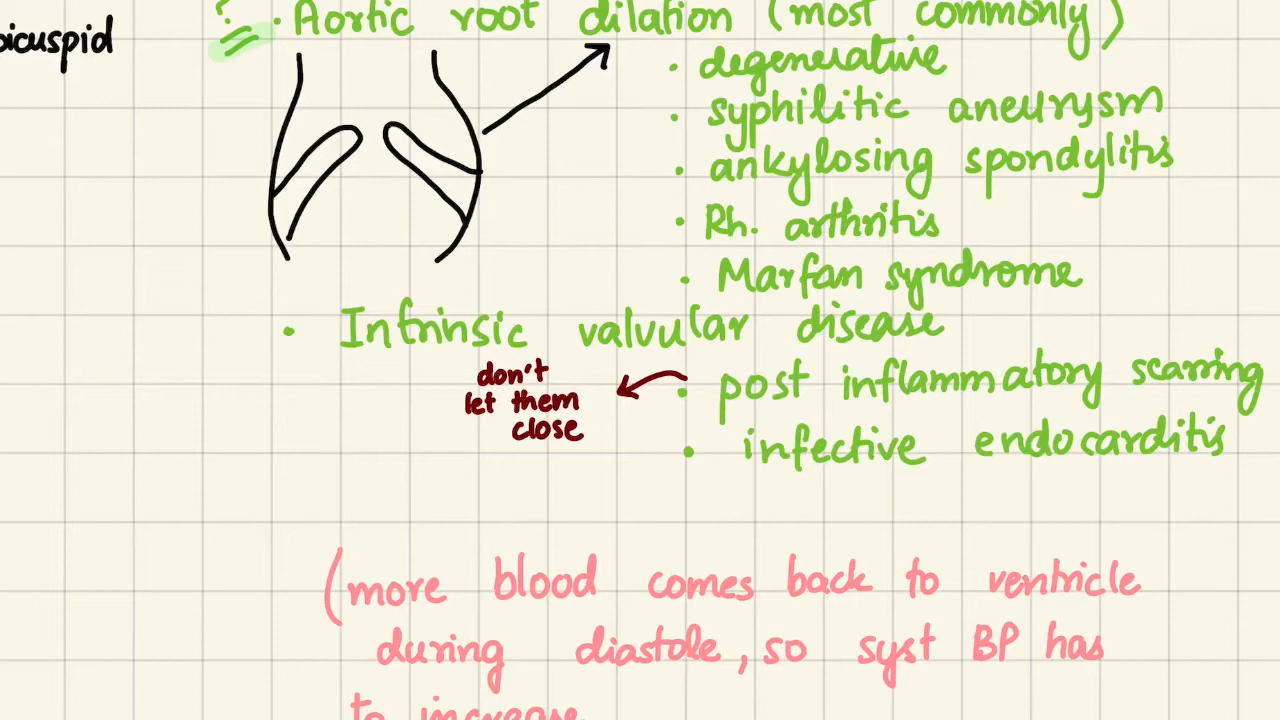 bicuspid
? • Aortic root dilation (most commonly)
• degenerative
• syphilitic aneurysm
• ankylosing spondylitis
• Rh. arthritis
• Marfan syndrome
• Intrinsic valvular disease
• post inflammatory scarring
don't
let them
close
• infective endocarditis
(more blood comes back to ventricle
during diastole, so syst BP has
to increase